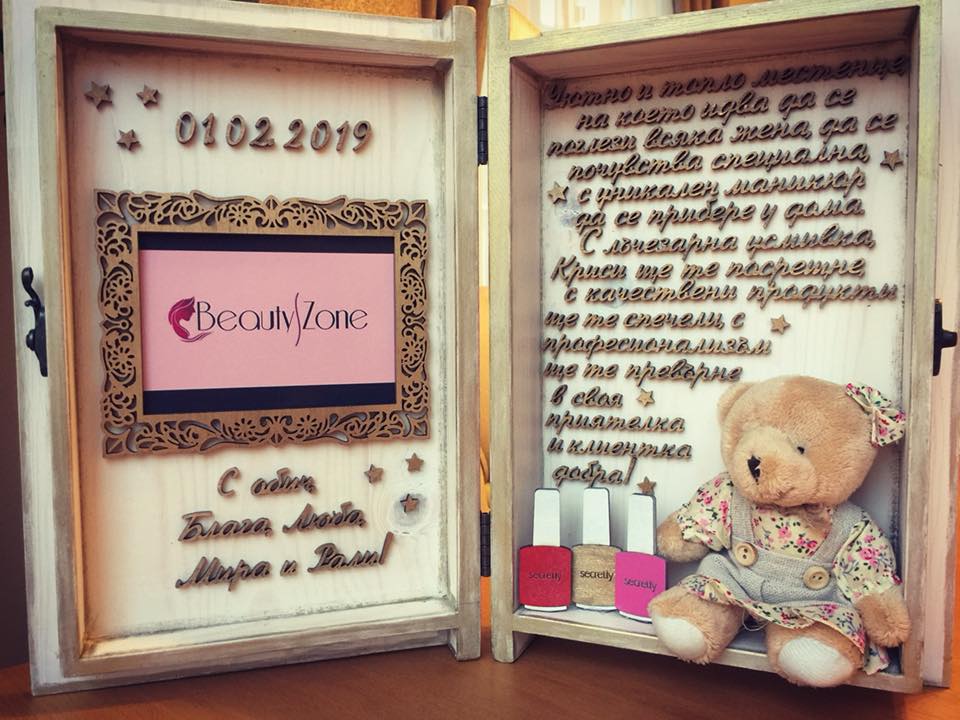 01.02.2019
Beauty Zone
С обич,
Блага, Люба,
Мира и Рали!
Уютно и топло местенце,
на което идва да се
поглези всяка жена, да се
почувства специална,
с уникален маникюр
да се прибере у дома.
С лъчезарна усмивка,
Криси ще те посрещне,
с качествени продукти
ще те спечели, с
професионализъм
ще те превърне
в своя
приятелка
и клиентка
добра!
secretly
secretly
secretly